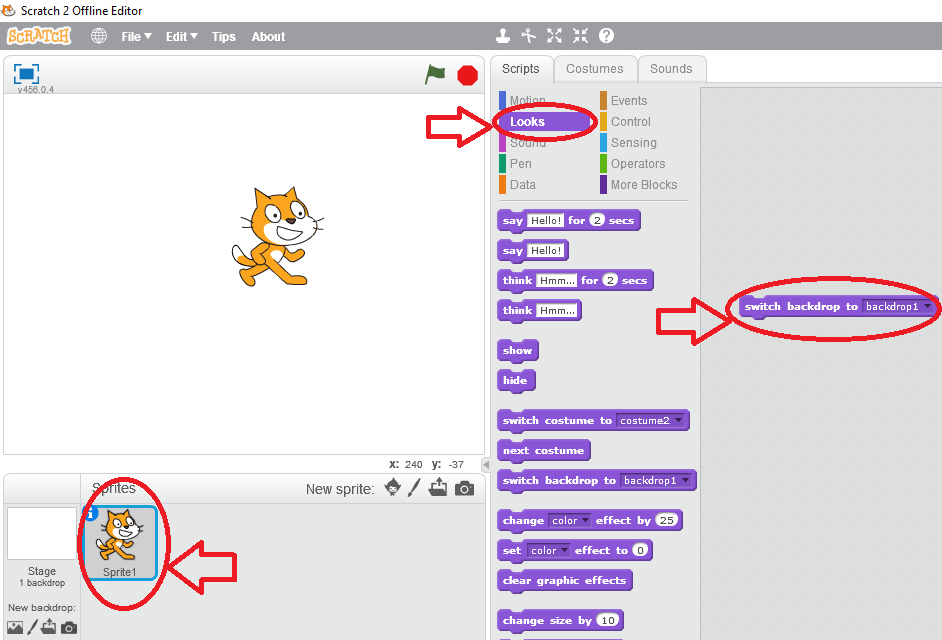 Scratch 2 Offline Editor
SCRATCH File Edit Tips About
v456.0.4
Scripts Costumes Sounds
Motion Events
Looks Control
Sound Sensing
Pen Operators
Data More Blocks
say Hello! for 2 secs
say Hello!
think Hmm... for 2 secs
think Hmm...
show
hide
switch costume to costume2
next costume
switch backdrop to backdrop1
change color effect by 25
set color effect to 0
clear graphic effects
change size by 10
switch backdrop to backdrop1
x: 240 y: -37
Sprites New sprite:
Sprite1
Stage
1 backdrop
New backdrop: